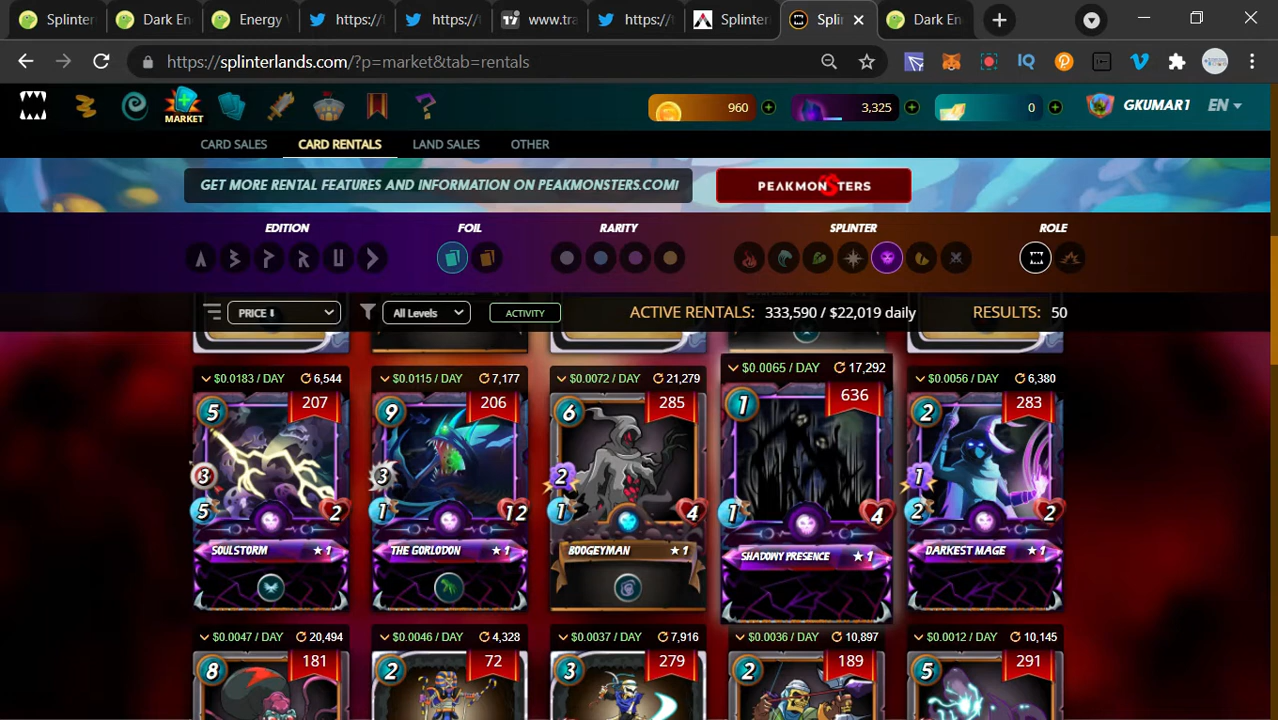 Splinter
Dark En
Energy
https://
https://
www.tra
https://
Splinter
Spli
Dark En
https://splinterlands.com/?p=market&tab=rentals
MARKET
960
3,325
0
GKUMAR1
EN
CARD SALES
CARD RENTALS
LAND SALES
OTHER
GET MORE RENTAL FEATURES AND INFORMATION ON PEAKMONSTERS.COM!
PEAKMONSTERS
EDITION
FOIL
RARITY
SPLINTER
ROLE
PRICE
All Levels
ACTIVITY
ACTIVE RENTALS: 333,590 / $22,019 daily
RESULTS: 50
$0.0183 / DAY 6,544
207
5
3
5
2
SOULSTORM ★ 1
$0.0115 / DAY 7,177
206
9
3
1
12
THE GORLODON ★ 1
$0.0072 / DAY 21,279
285
6
2
1
4
BOOGEYMAN ★ 1
$0.0065 / DAY 17,292
636
1
1
4
SHADOWY PRESENCE ★ 1
$0.0056 / DAY 6,380
283
2
1
2
2
DARKEST MAGE ★ 1
$0.0047 / DAY 20,494
181
8
$0.0046 / DAY 4,328
72
2
$0.0037 / DAY 7,916
279
3
$0.0036 / DAY 10,897
189
2
$0.0012 / DAY 10,145
291
5